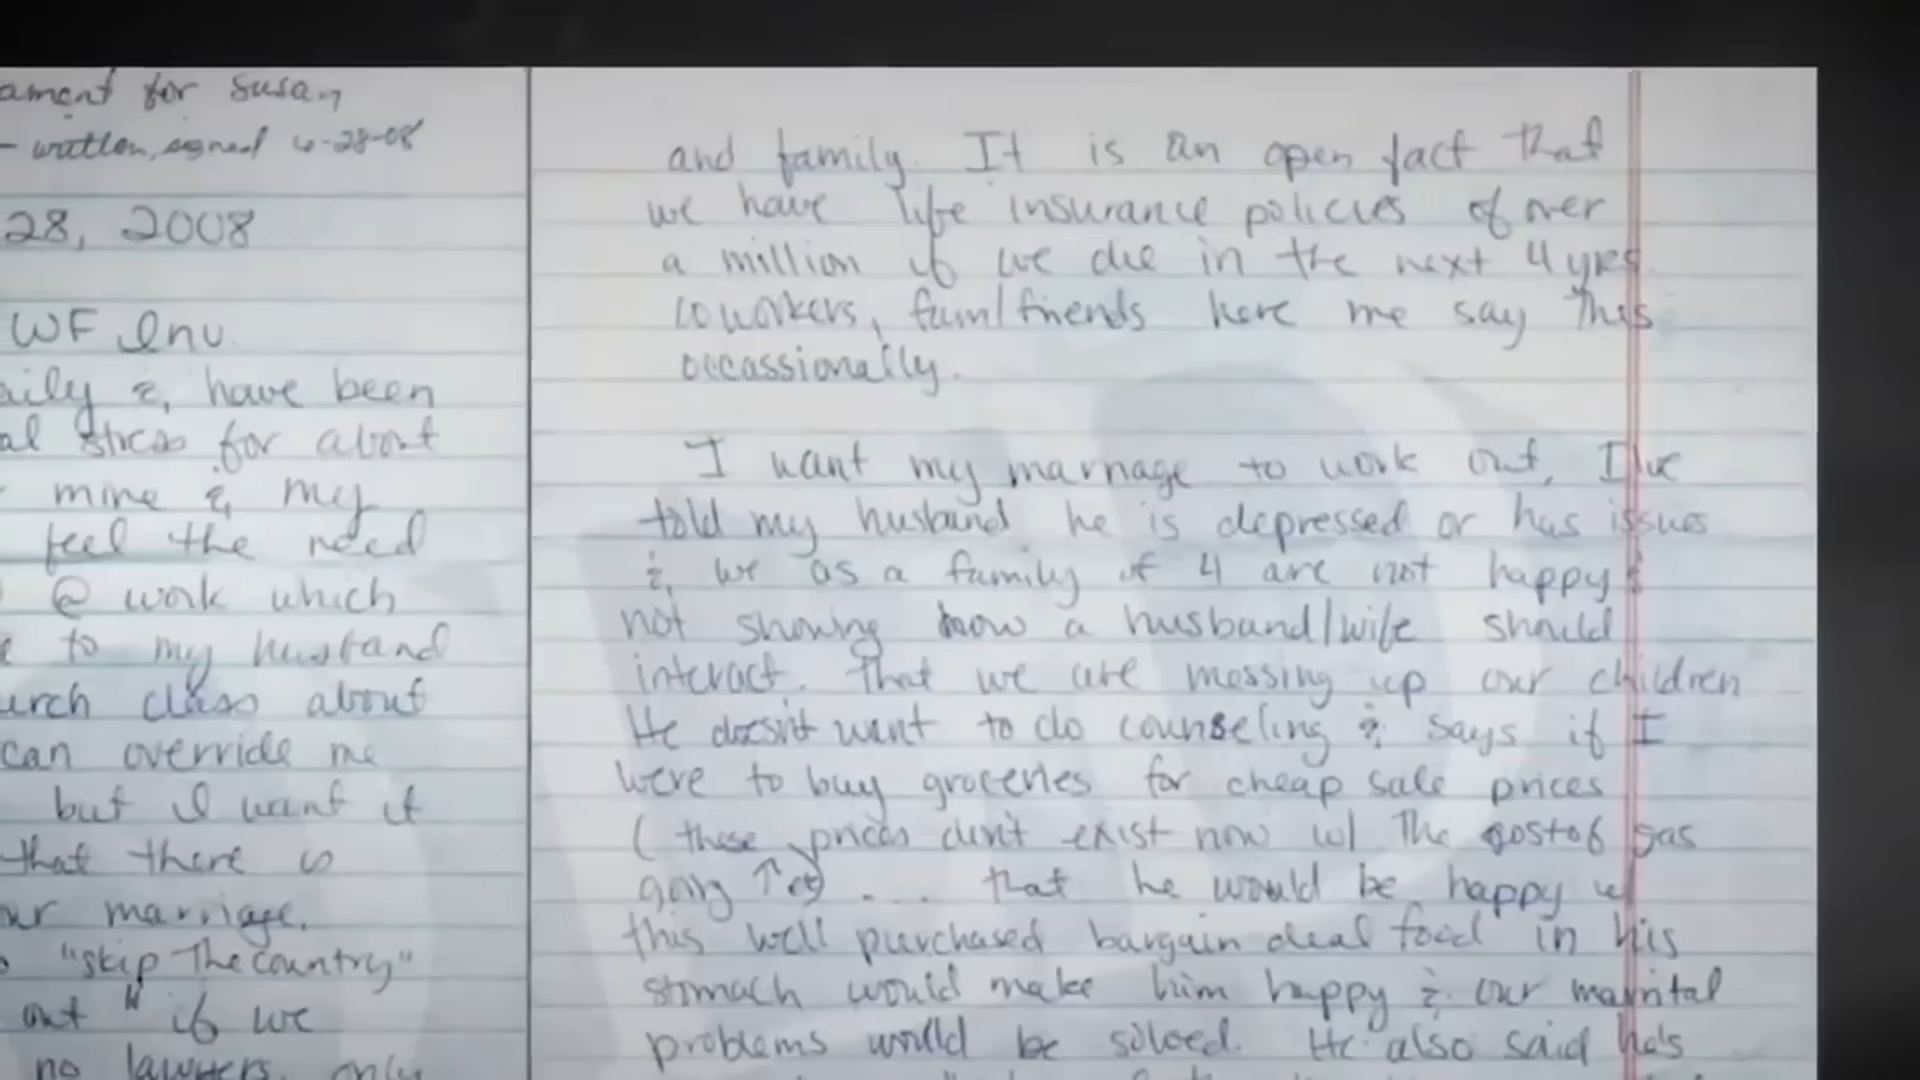 ament for Susan
- written, signed 6-28-08
28, 2008
WF env
aily & have been
al stress for about
mine & my
feel the need
@ work which
e to my husband
urch class about
can override me
but I want it
that there is
ur marriage.
"skip the country"
out" if we
no lawyers, only
and family. It is an open fact that
we have life insurance policies of over
a million if we die in the next 4 yrs
coworkers, fam/friends here me say this
occassionally.
I want my marriage to work out, I've
told my husband he is depressed or has issues
& we as a family of 4 are not happy &
not showing how a husband/wife should
interact. That we are messing up our children
He doesn't want to do counseling & says if I
were to buy groceries for cheap sale prices
( these prices don't exist now w/ the cost of gas
going ↑ .... that he would be happy w/
this well purchased bargain deal food in his
stomach would make him happy & our marital
problems would be solved. He also said he's